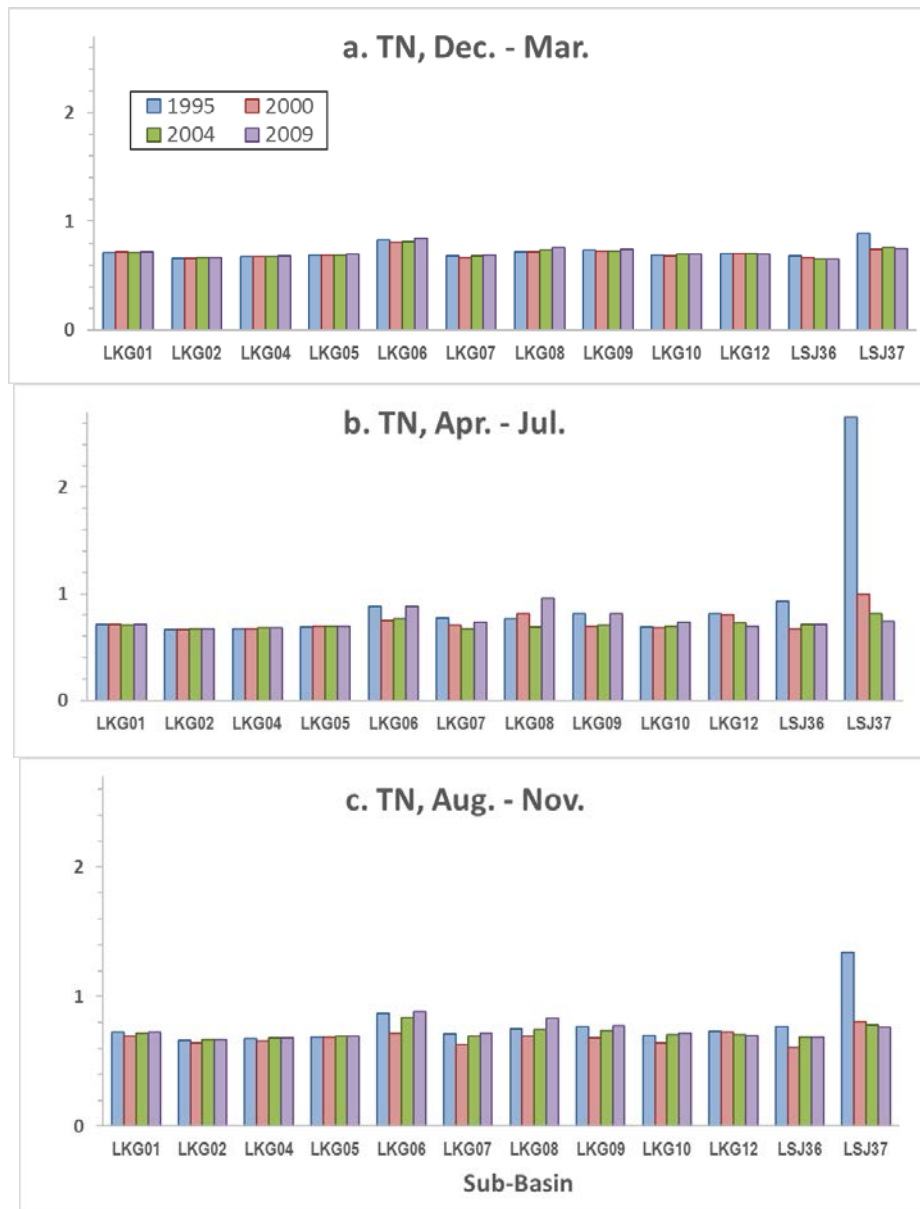 a. TN, Dec. - Mar.
1995 2000
2004 2009
2
1
0
LKG01 LKG02 LKG04 LKG05 LKG06 LKG07 LKG08 LKG09 LKG10 LKG12 LSJ36 LSJ37
b. TN, Apr. - Jul.
2
1
0
LKG01 LKG02 LKG04 LKG05 LKG06 LKG07 LKG08 LKG09 LKG10 LKG12 LSJ36 LSJ37
c. TN, Aug. - Nov.
2
1
0
LKG01 LKG02 LKG04 LKG05 LKG06 LKG07 LKG08 LKG09 LKG10 LKG12 LSJ36 LSJ37
Sub-Basin